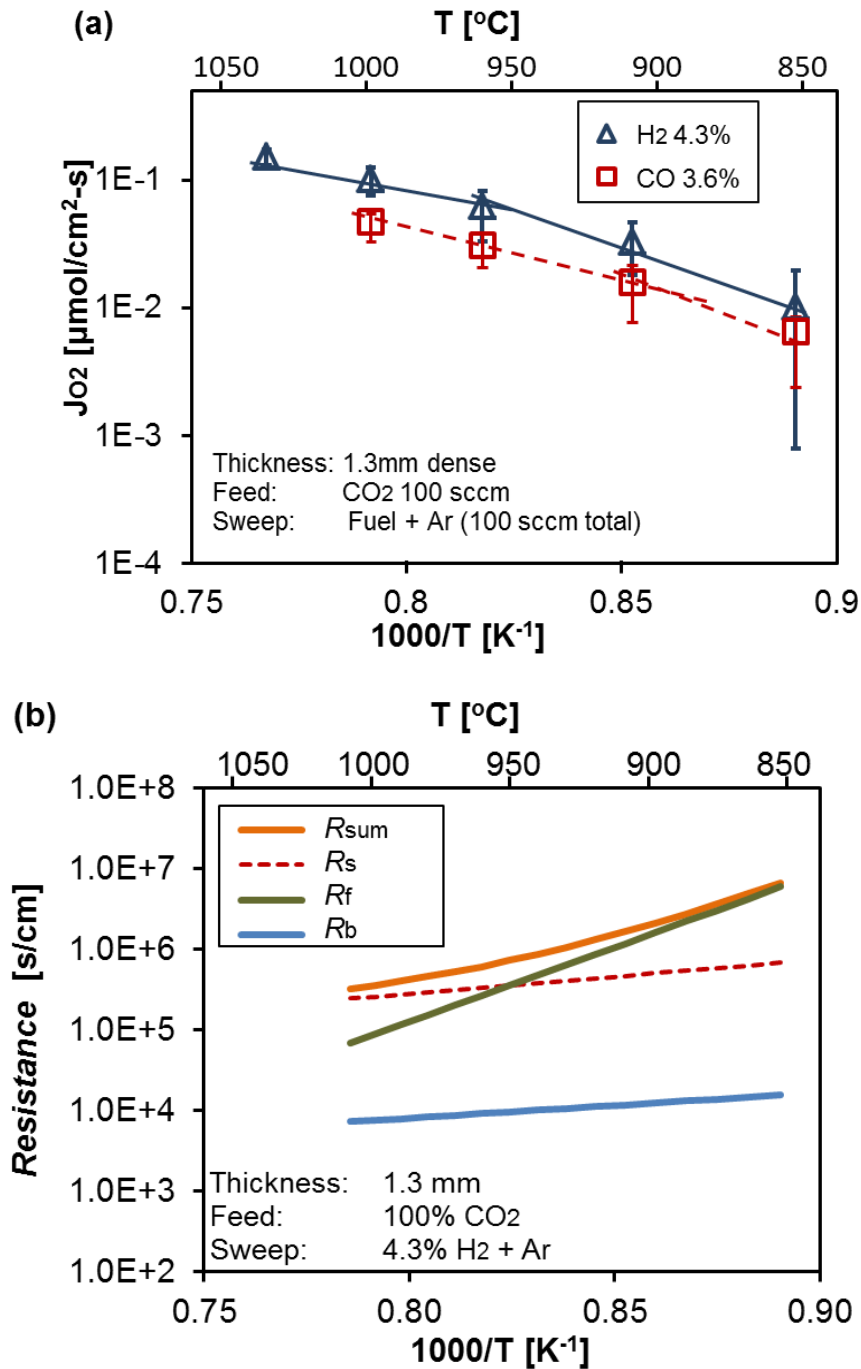 (a)
T [ºC]
1050 1000 950 900 850
H2 4.3%
CO 3.6%
JO2 [μmol/cm²-s]
1E-1
1E-2
1E-3
1E-4
Thickness: 1.3mm dense
Feed: CO2 100 sccm
Sweep: Fuel + Ar (100 sccm total)
0.75 0.8 0.85 0.9
1000/T [K⁻¹]
(b)
T [ºC]
1050 1000 950 900 850
1.0E+8
1.0E+7
1.0E+6
1.0E+5
1.0E+4
1.0E+3
1.0E+2
Rsum
Rs
Rf
Rb
Resistance [s/cm]
Thickness: 1.3 mm
Feed: 100% CO2
Sweep: 4.3% H2 + Ar
0.75 0.80 0.85 0.90
1000/T [K⁻¹]